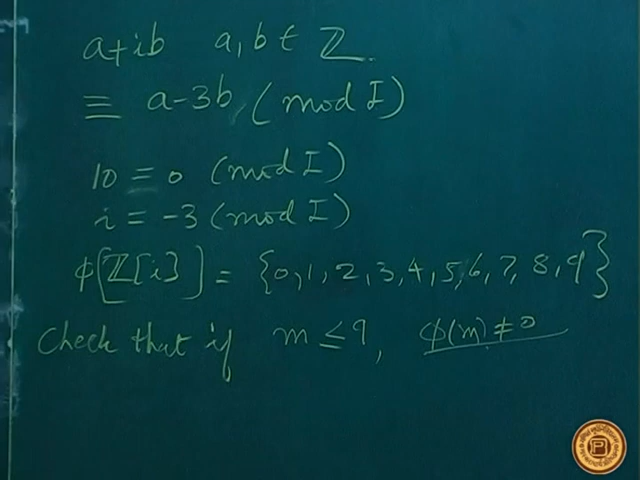 a+ib a, b ∈ ℤ
≡ a-3b, (mod I)
10 ≡ 0 (mod I)
i ≡ -3 (mod I)
φ[ℤ[i]] = {0, 1, 2, 3, 4, 5, 6, 7, 8, 9}
Check that if m ≤ 9, φ(m) ≠ 0